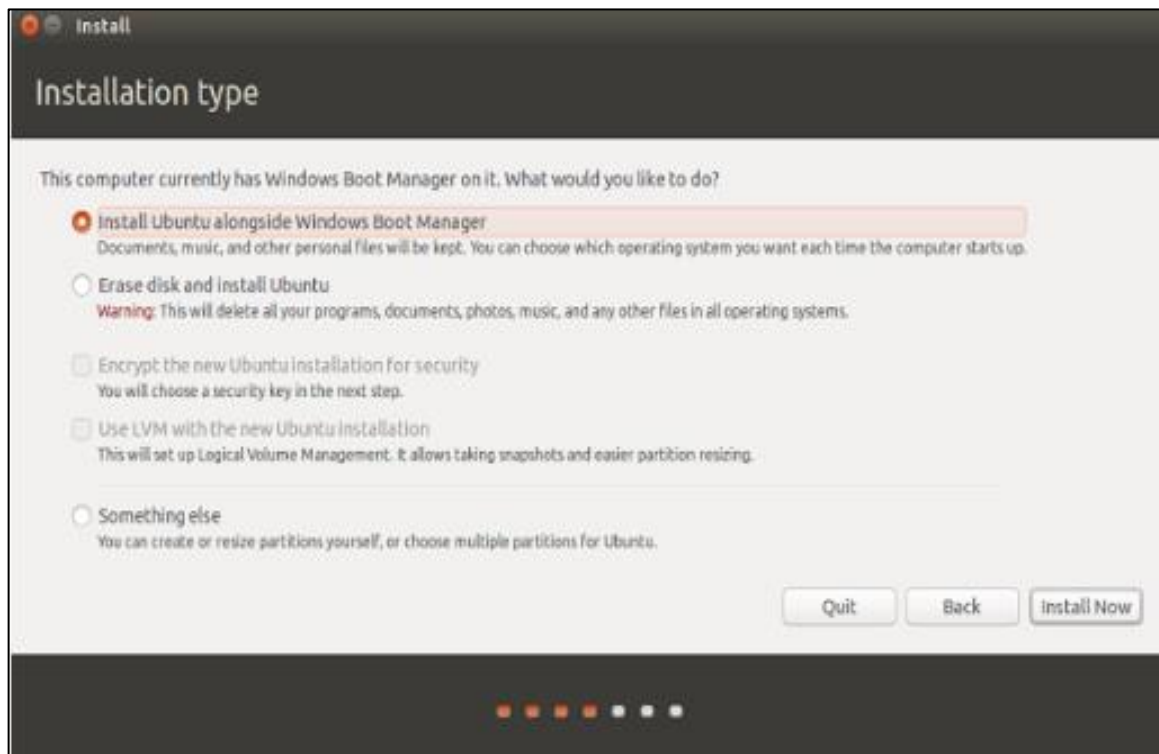 Install
Installation type
This computer currently has Windows Boot Manager on it. What would you like to do?
Install Ubuntu alongside Windows Boot Manager
Documents, music, and other personal files will be kept. You can choose which operating system you want each time the computer starts up.
Erase disk and install Ubuntu
Warning: This will delete all your programs, documents, photos, music, and any other files in all operating systems.
Encrypt the new Ubuntu installation for security
You will choose a security key in the next step.
Use LVM with the new Ubuntu installation
This will set up Logical Volume Management. It allows taking snapshots and easier partition resizing.
Something else
You can create or resize partitions yourself, or choose multiple partitions for Ubuntu.
Quit Back Install Now